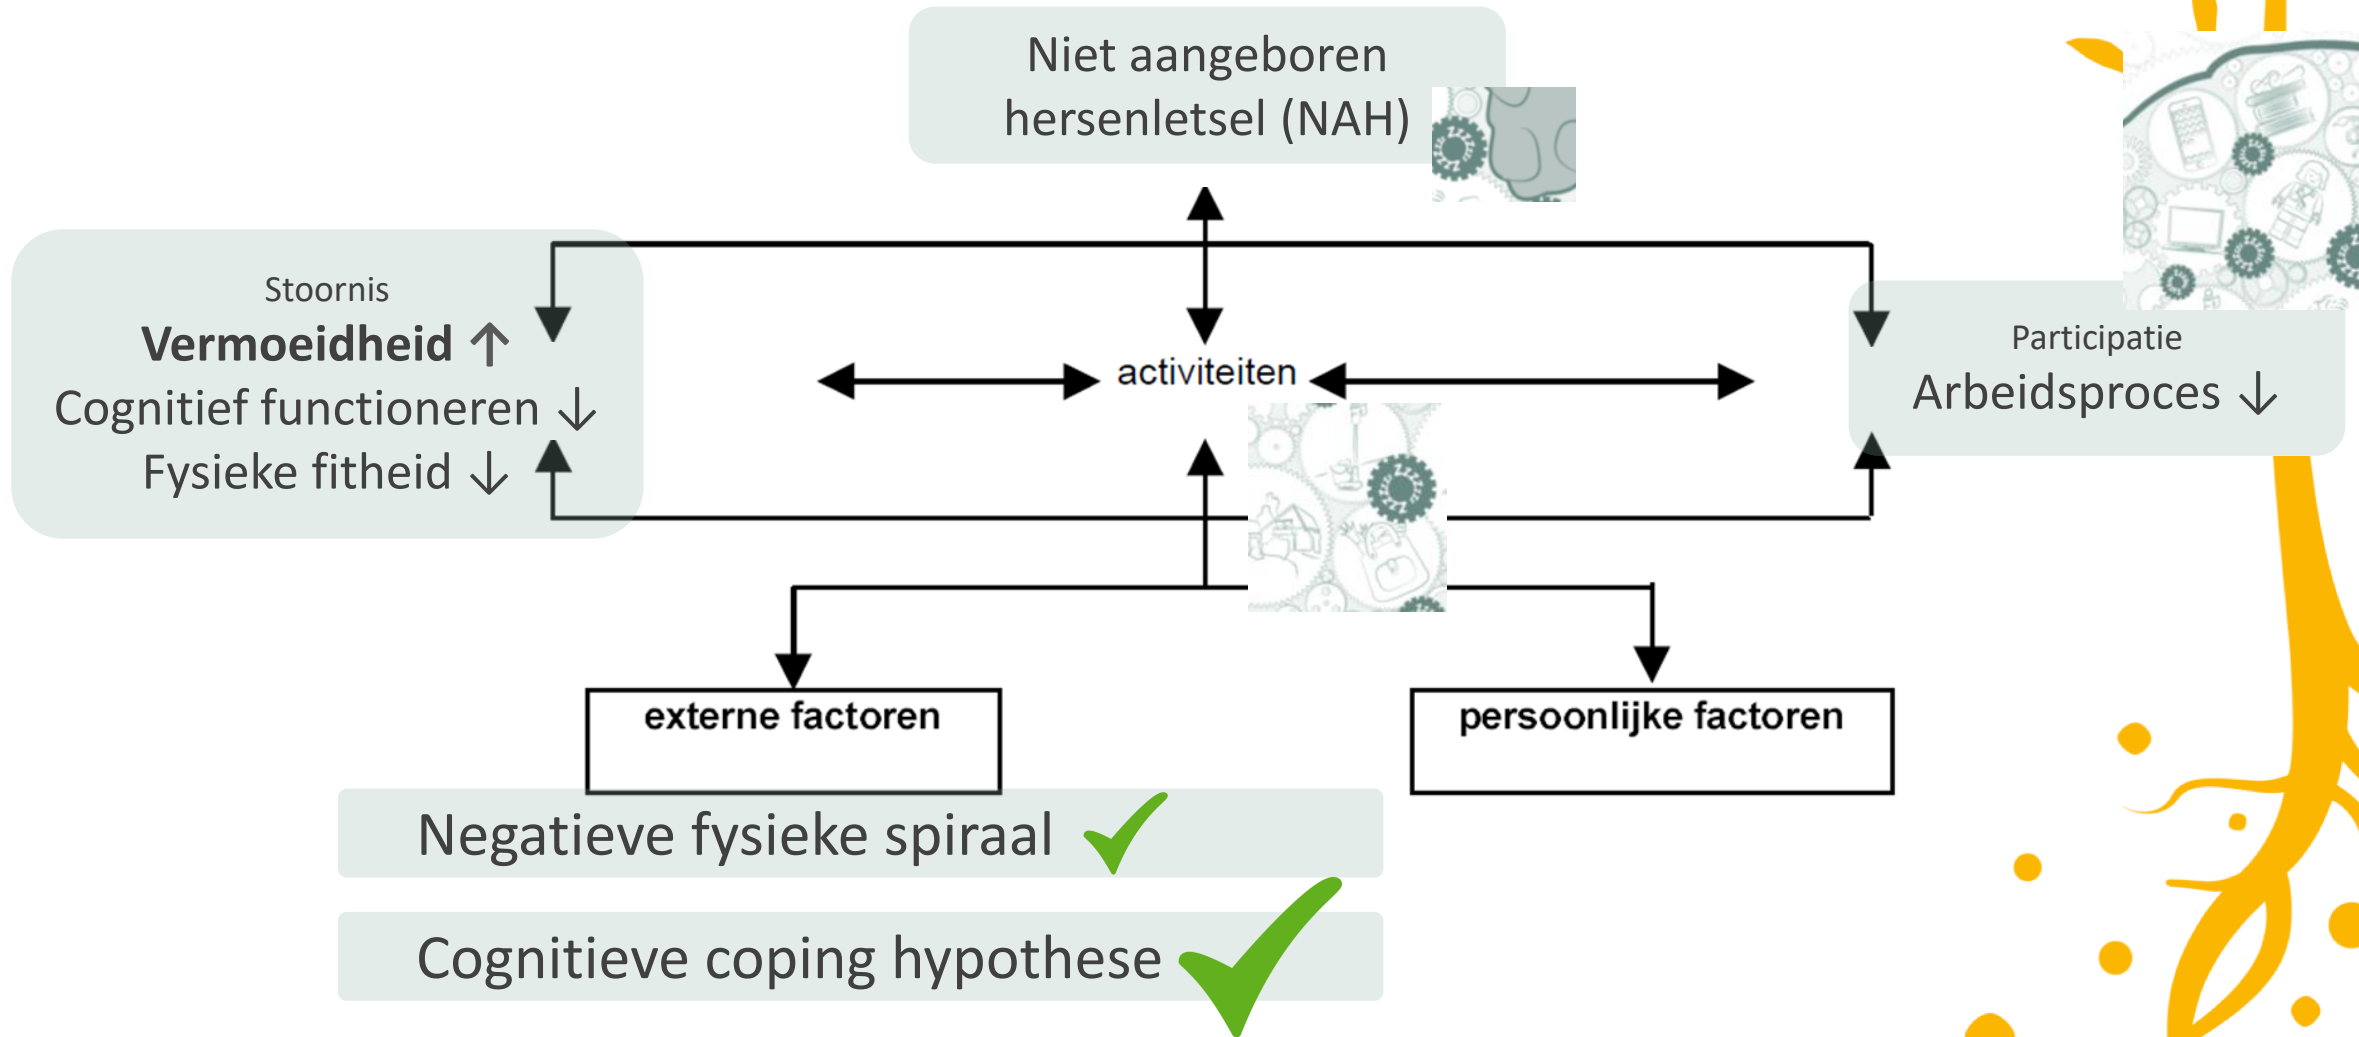 Niet aangeboren
hersenletsel (NAH)
Stoornis
Vermoeidheid ↑
Cognitief functioneren ↓
Fysieke fitheid ↓
activiteiten
Participatie
Arbeidsproces ↓
externe factoren
persoonlijke factoren
Negatieve fysieke spiraal
Cognitieve coping hypothese